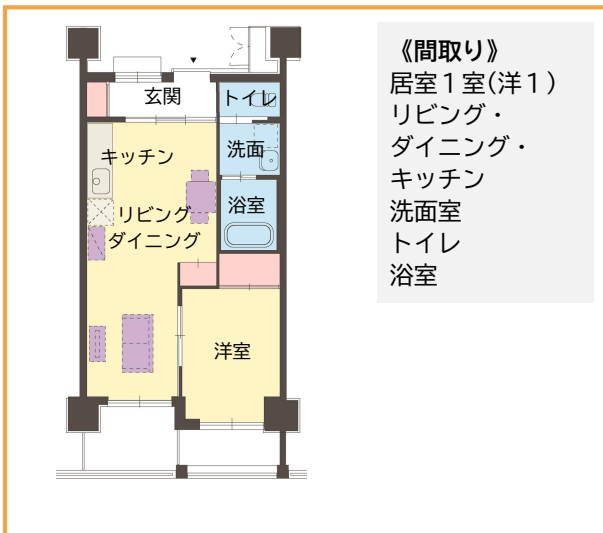 玄関
トイレ
キッチン
洗面
リビング
ダイニング
浴室
洋室
《間取り》
居室１室(洋１)
リビング・
ダイニング・
キッチン
洗面室
トイレ
浴室